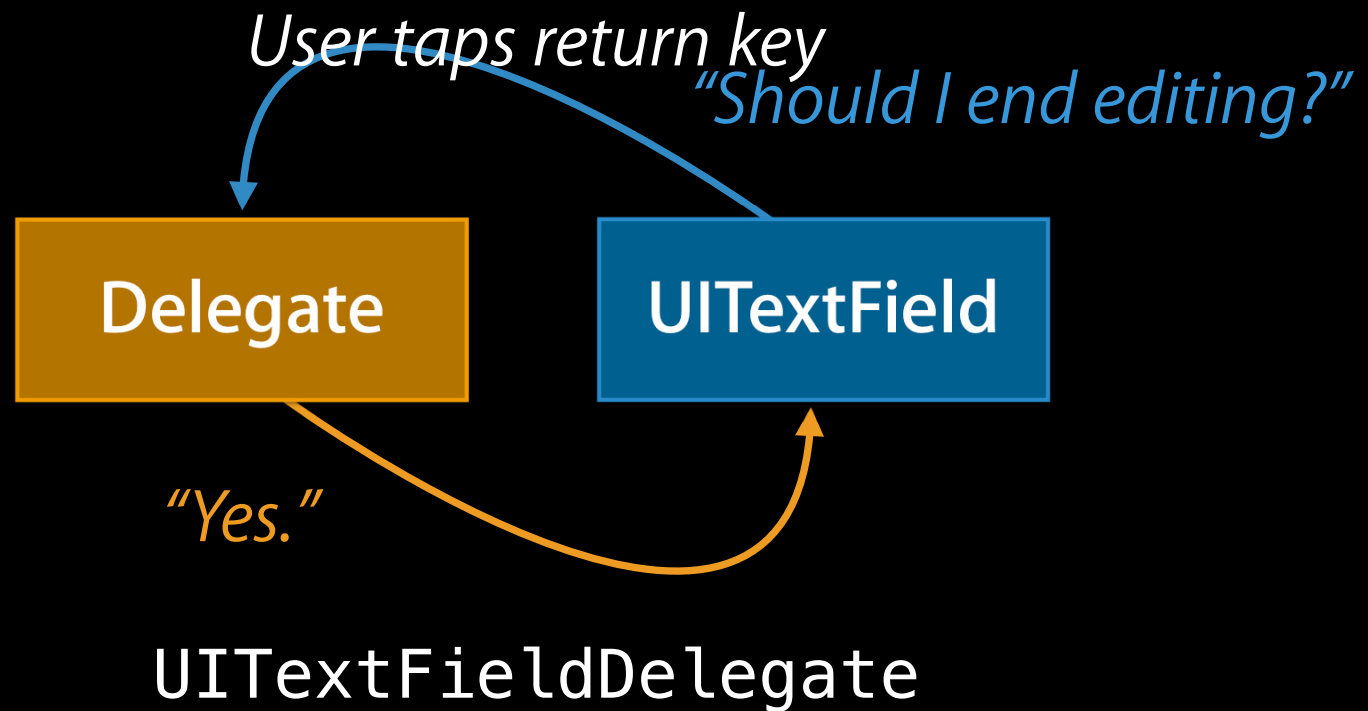 User taps return key
“Should I end editing?”
Delegate
UITextField
“Yes.”
UITextFieldDelegate